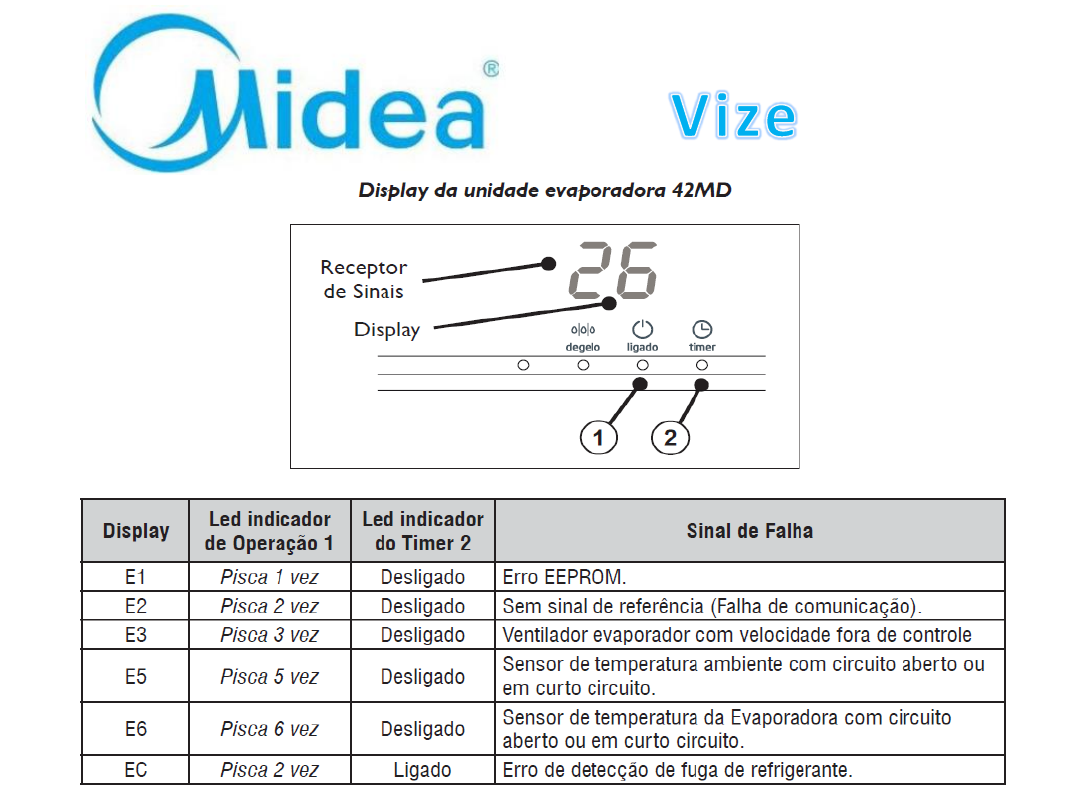 Midea®
Vize
Display da unidade evaporadora 42MD
26
Receptor
de Sinais
Display
degelo ligado timer
1 2
Display Led indicador de Operação 1 Led indicador do Timer 2 Sinal de Falha
E1 Pisca 1 vez Desligado Erro EEPROM.
E2 Pisca 2 vez Desligado Sem sinal de referência (Falha de comunicação).
E3 Pisca 3 vez Desligado Ventilador evaporador com velocidade fora de controle
E5 Pisca 5 vez Desligado Sensor de temperatura ambiente com circuito aberto ou
em curto circuito.
E6 Pisca 6 vez Desligado Sensor de temperatura da Evaporadora com circuito
aberto ou em curto circuito.
EC Pisca 2 vez Ligado Erro de detecção de fuga de refrigerante.